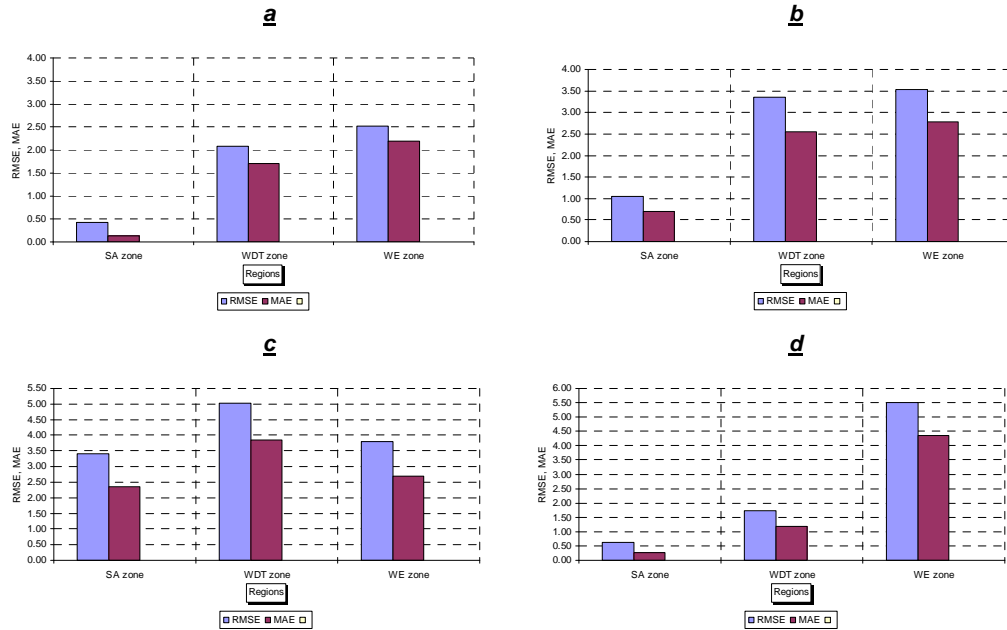 a
4.00
3.50
3.00
2.50
2.00
1.50
1.00
0.50
0.00
RMSE, MAE
SA zone WDT zone WE zone
Regions
RMSE MAE
b
4.00
3.50
3.00
2.50
2.00
1.50
1.00
0.50
0.00
RMSE, MAE
SA zone WDT zone WE zone
Regions
RMSE MAE
c
5.50
5.00
4.50
4.00
3.50
3.00
2.50
2.00
1.50
1.00
0.50
0.00
RMSE, MAE
SA zone WDT zone WE zone
Regions
RMSE MAE
d
6.00
5.50
5.00
4.50
4.00
3.50
3.00
2.50
2.00
1.50
1.00
0.50
0.00
RMSE, MAE
SA zone WDT zone WE zone
Regions
RMSE MAE